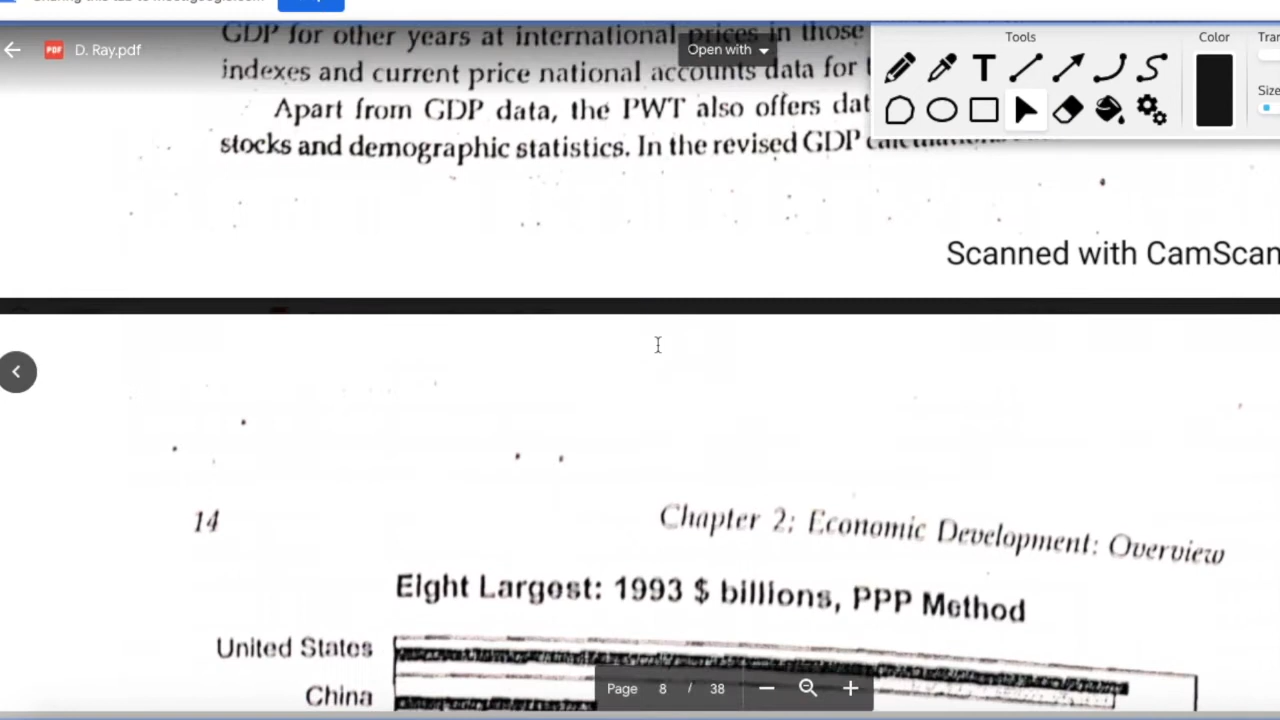 D. Ray.pdf
Open with
Tools
Color
Size
GDP for other years at international prices in those
indexes and current price national accounts data for
Apart from GDP data, the PWT also offers dat
stocks and demographic statistics. In the revised GDP
Scanned with CamScan
14
Chapter 2: Economic Development: Overview
Eight Largest: 1993 $ billions, PPP Method
United States
China
Page 8 / 38